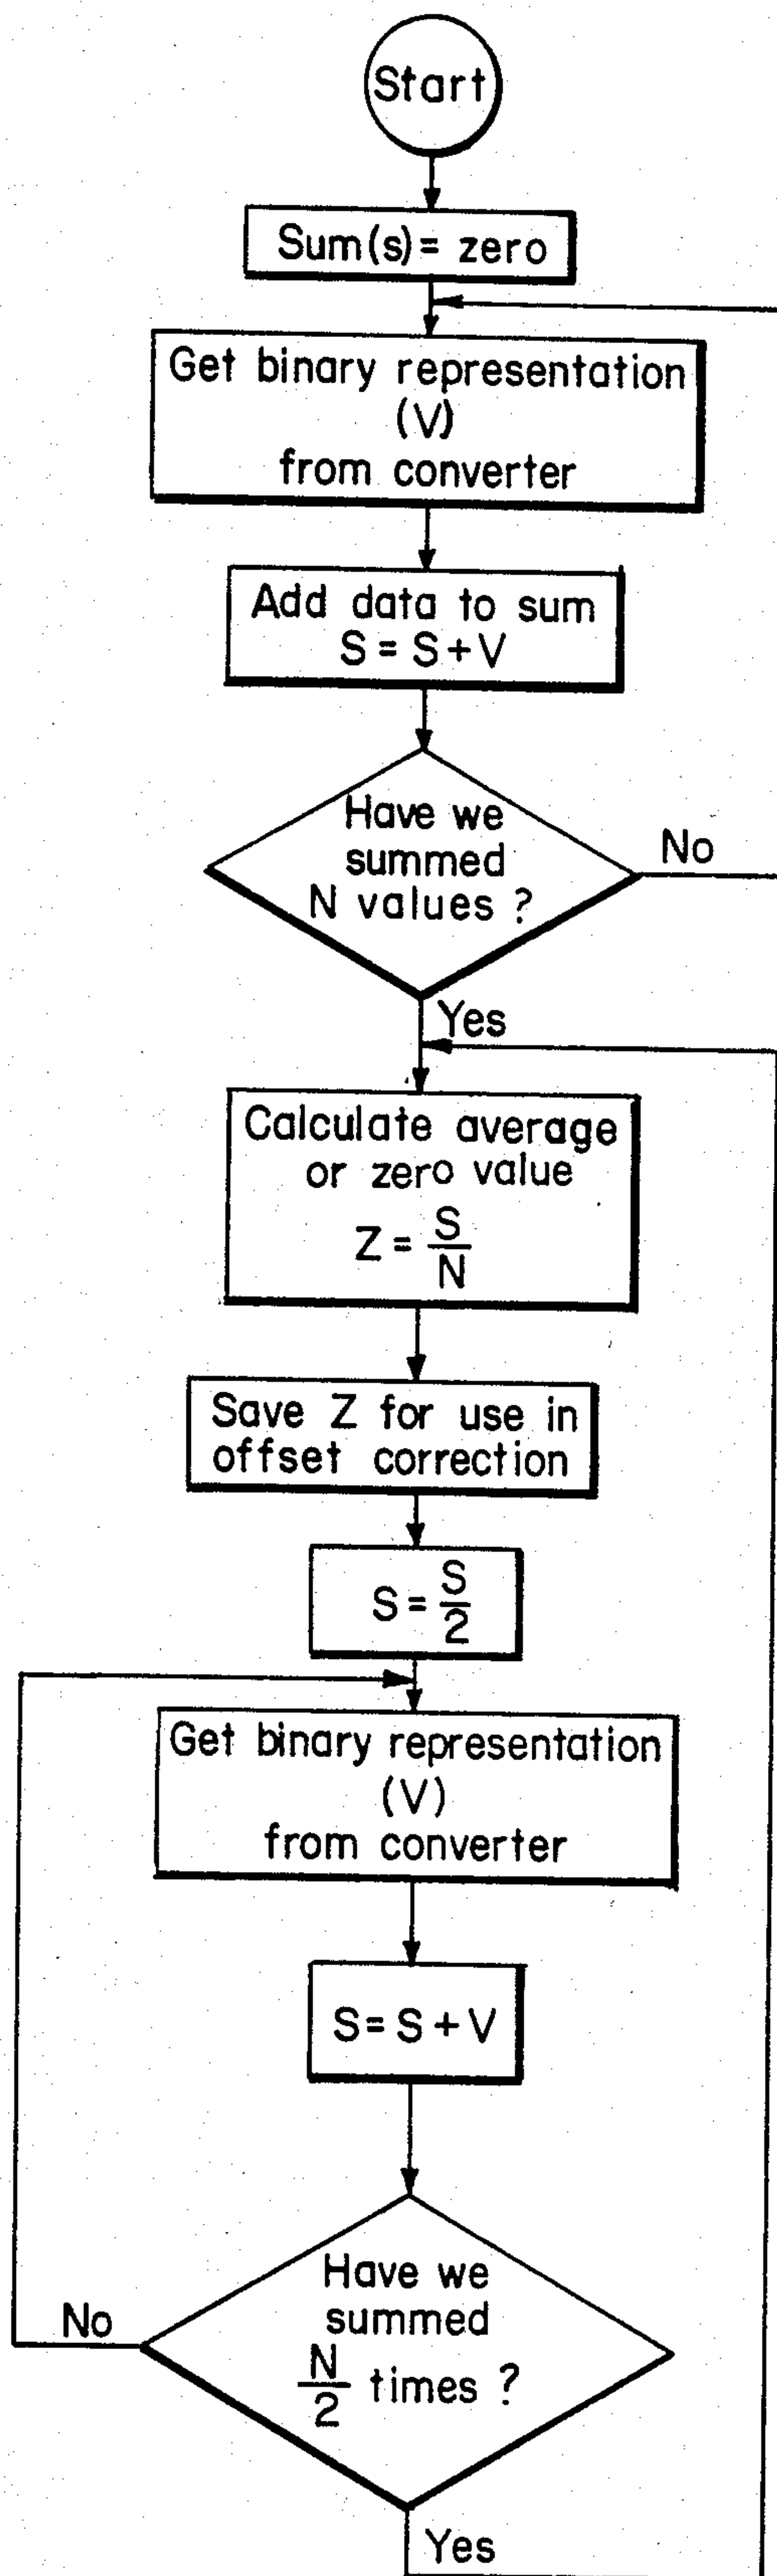 Start
Sum(s) = zero
Get binary representation
(V)
from converter
Add data to sum
S = S + V
Have we
summed
N values ?
No
Yes
Calculate average
or zero value
Z = S/N
Save Z for use in
offset correction
S = S/2
Get binary representation
(V)
from converter
S = S + V
Have we
summed
N/2 times ?
No
Yes